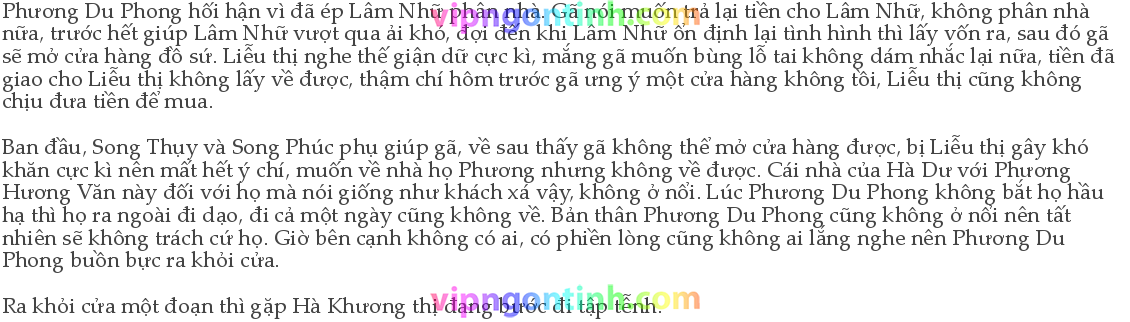 Phương Du Phong hối hận vì đã ép Lâm Nhữ phân nhà. Gã nói muốn trả lại tiền cho Lâm Nhữ, không phân nhà
nữa, trước hết giúp Lâm Nhữ vượt qua ải khó, đợi đến khi Lâm Nhữ ổn định lại tình hình thì lấy vốn ra, sau đó gã
sẽ mở cửa hàng đồ sứ. Liễu thị nghe thế giận dữ cực kì, mắng gã muốn bùng lỗ tai không dám nhắc lại nữa, tiền đã
giao cho Liễu thị không lấy về được, thậm chí hôm trước gã ưng ý một cửa hàng không tồi, Liễu thị cũng không
chịu đưa tiền để mua.
Ban đầu, Song Thụy và Song Phúc phụ giúp gã, về sau thấy gã không thể mở cửa hàng được, bị Liễu thị gây khó
khăn cực kì nên mất hết ý chí, muốn về nhà họ Phương nhưng không về được. Cái nhà của Hà Dư với Phương
Hương Văn này đối với họ mà nói giống như khách xá vậy, không ở nổi. Lúc Phương Du Phong không bắt họ hầu
hạ thì họ ra ngoài đi dạo, đi cả một ngày cũng không về. Bản thân Phương Du Phong cũng không ở nổi nên tất
nhiên sẽ không trách cứ họ. Giờ bên cạnh không có ai, có phiền lòng cũng không ai lắng nghe nên Phương Du
Phong buồn bực ra khỏi cửa.
Ra khỏi cửa một đoạn thì gặp Hà Khương thị đang bước đi tập tễnh.
vipngontinh.com
vipngontinh.com